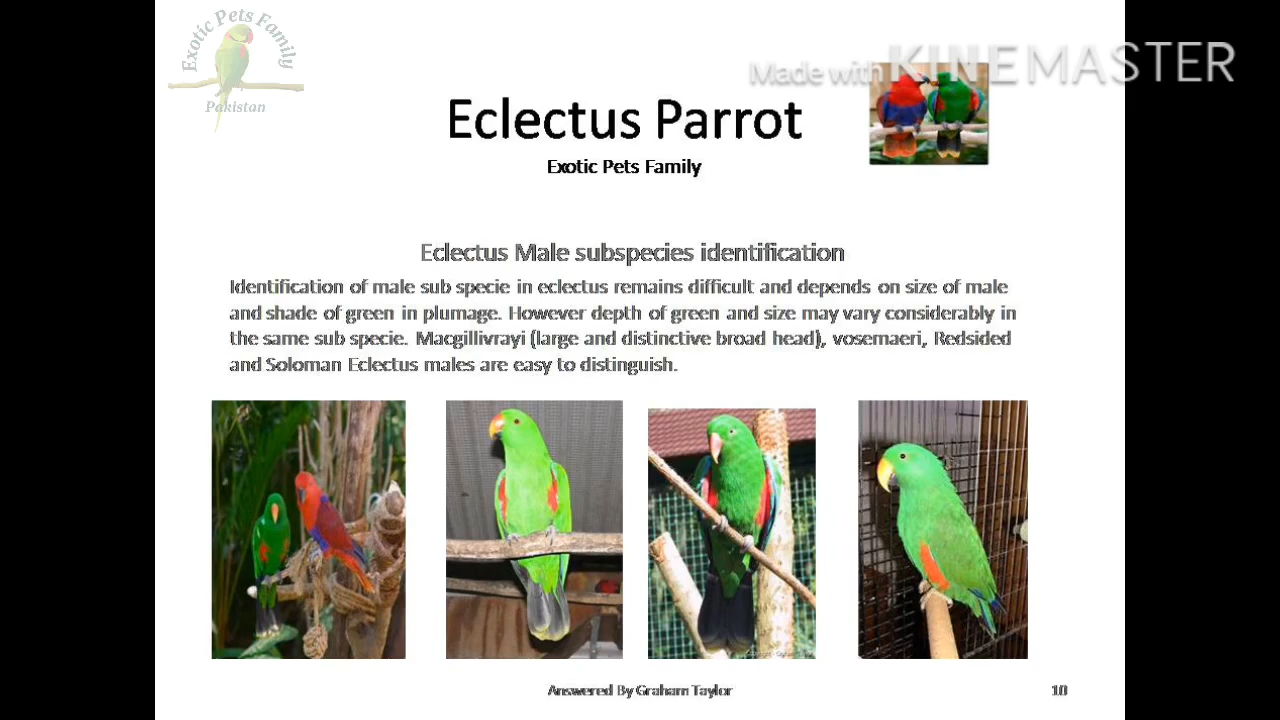 Exotic Pets Family
Pakistan
Made with KINEMASTER
Eclectus Parrot
Exotic Pets Family
Eclectus Male subspecies identification
Identification of male sub specie in eclectus remains difficult and depends on size of male
and shade of green in plumage. However depth of green and size may vary considerably in
the same sub specie. Macgillivrayi (large and distinctive broad head), vosemaeri, Redsided
and Soloman Eclectus males are easy to distinguish.
Answered By Graham Taylor
10